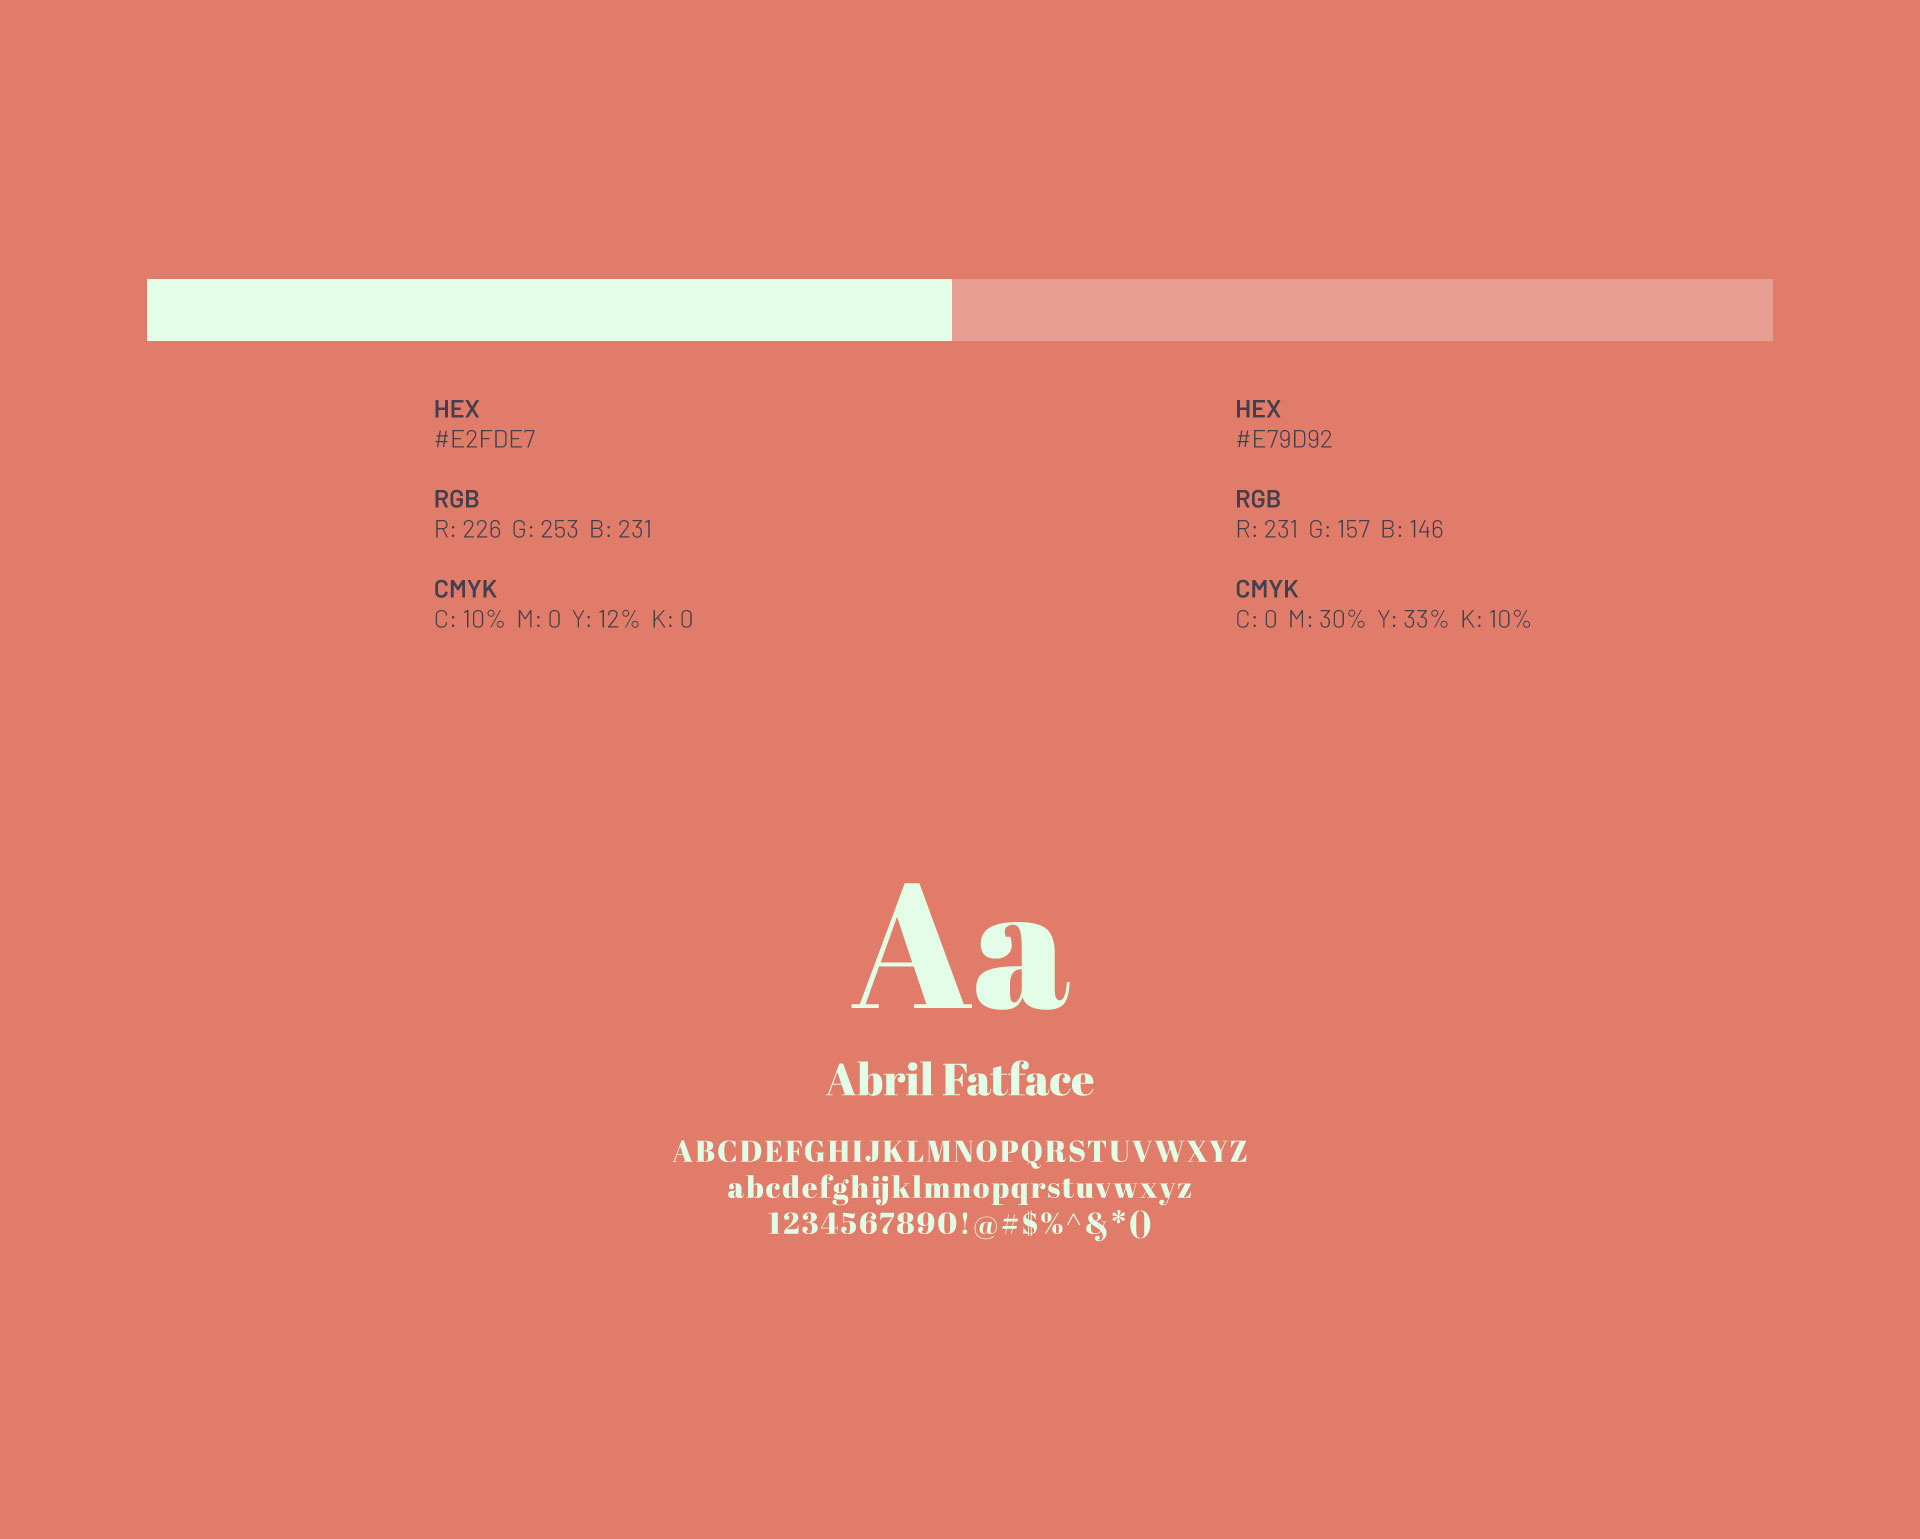 HEX
#E2FDE7
RGB
R: 226 G: 253 B: 231
CMYK
C: 10% M: 0 Y: 12% K: 0
HEX
#E79D92
RGB
R: 231 G: 157 B: 146
CMYK
C: 0 M: 30% Y: 33% K: 10%
Aa
Abril Fatface
ABCDEFGHIJKLMNOPQRSTUVWXYZ
abcdefghijklmnopqrstuvwxyz
1234567890!@#$%^&*()